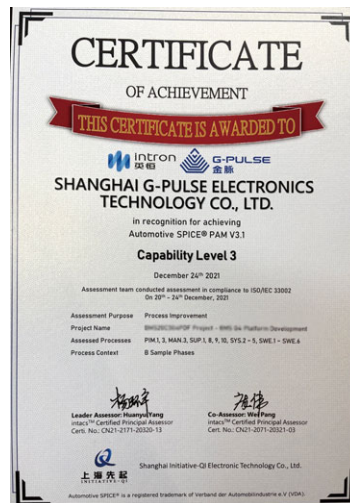 CERTIFICATE
OF ACHIEVEMENT
THIS CERTIFICATE IS AWARDED TO
intron G-PULSE
英恒 金脉
SHANGHAI G-PULSE ELECTRONICS
TECHNOLOGY CO., LTD.
in recognition for achieving
Automotive SPICE® PAM V3.1
Capability Level 3
December 24th 2021
Assessment team conducted assessment in compliance to ISO/IEC 33002
On 20th - 24th December, 2021
Assessment Purpose Process Improvement
Project Name Project - Platform Development
Assessed Processes PIM.1, 3, MAN.3, SUP.1, 8, 9, 10, SYS.2 - 5, SWE.1 - SWE.6
Process Context B Sample Phases
Leader Assessor: Huanyu Yang Co-Assessor: Wei Pang
intacs™ Certified Principal Assessor intacs™ Certified Principal Assessor
Cert. No.: CN21-2171-20320-13 Cert. No.: CN21-2071-20321-03
上海先起 Shanghai Initiative-QI Electronic Technology Co., Ltd.
INITIATIVE-QI
Automotive SPICE® is a registered trademark of Verband der Automobilindustrie e.V (VDA).